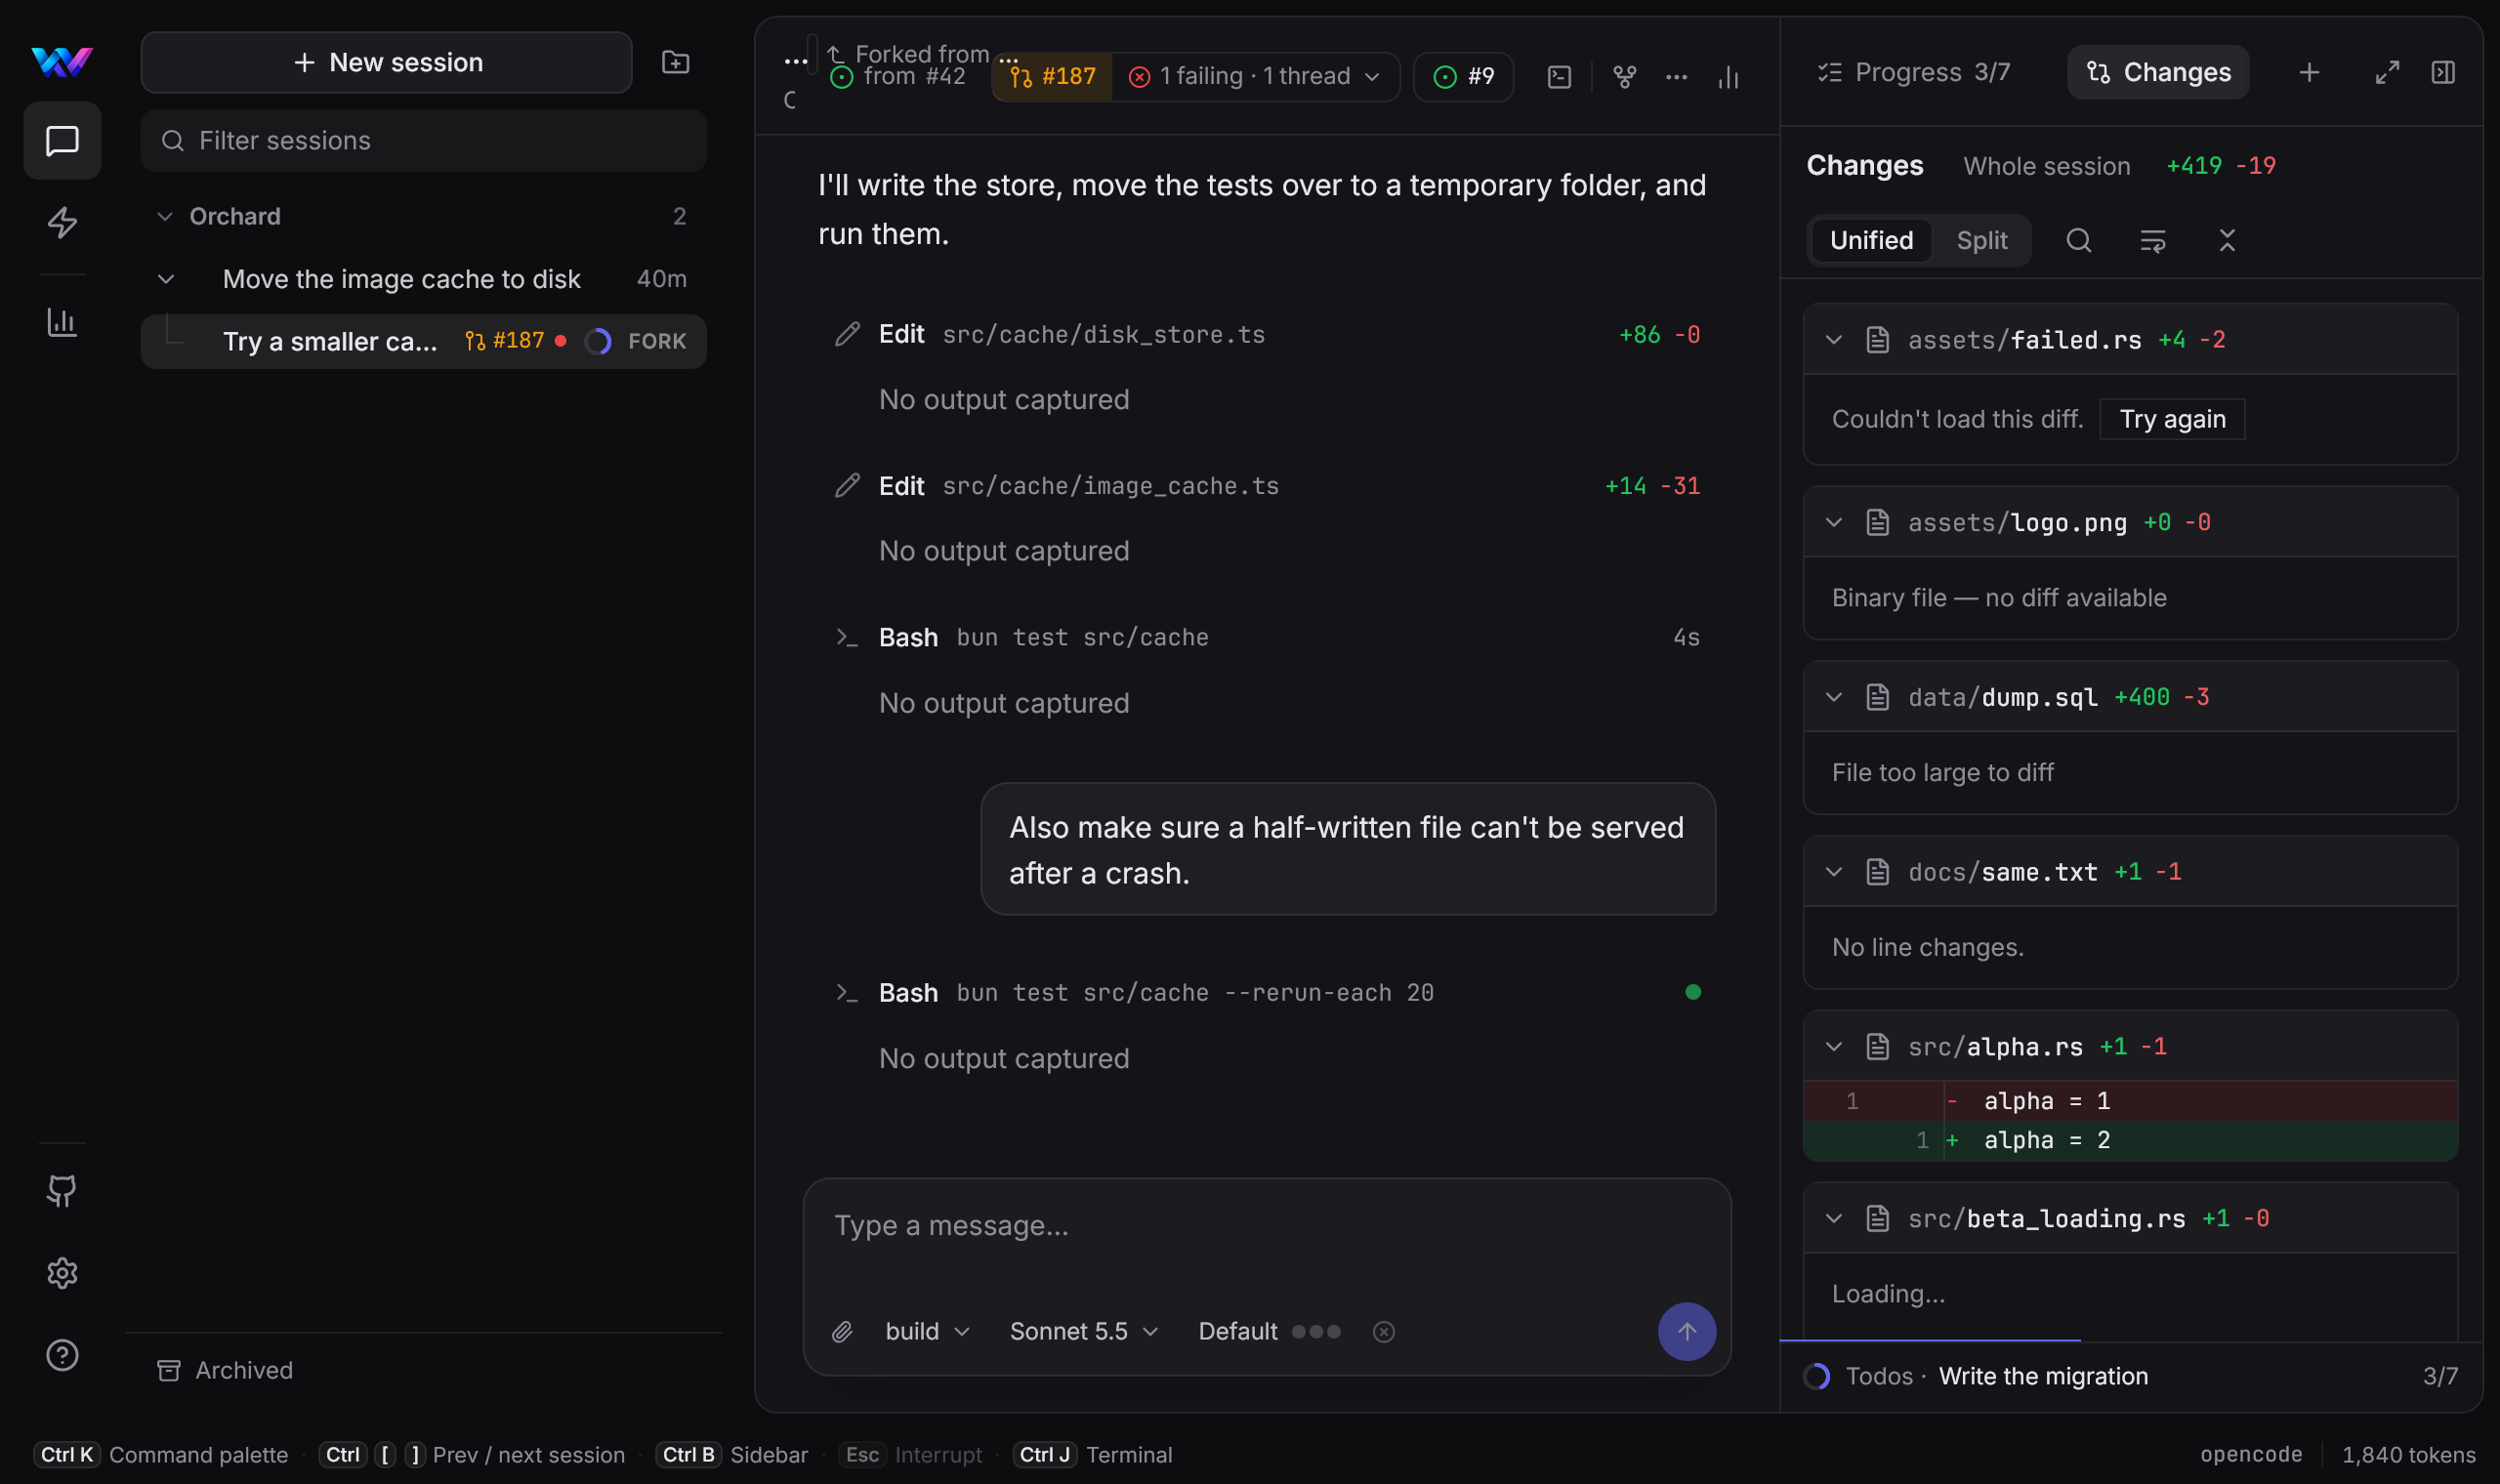 New session
Filter sessions
Orchard 2
Move the image cache to disk 40m
Try a smaller ca... #187 FORK
Archived
... Forked from ...
C
from #42 #187 1 failing · 1 thread #9
I'll write the store, move the tests over to a temporary folder, and
run them.
Edit src/cache/disk_store.ts +86 -0
No output captured
Edit src/cache/image_cache.ts +14 -31
No output captured
Bash bun test src/cache 4s
No output captured
Also make sure a half-written file can't be served
after a crash.
Bash bun test src/cache --rerun-each 20
No output captured
Type a message...
build Sonnet 5.5 Default
Progress 3/7 Changes
Changes Whole session +419 -19
Unified Split
assets/failed.rs +4 -2
Couldn't load this diff. Try again
assets/logo.png +0 -0
Binary file — no diff available
data/dump.sql +400 -3
File too large to diff
docs/same.txt +1 -1
No line changes.
src/alpha.rs +1 -1
1 - alpha = 1
1 + alpha = 2
src/beta_loading.rs +1 -0
Loading...
Todos · Write the migration 3/7
Ctrl K Command palette · Ctrl [ ] Prev / next session · Ctrl B Sidebar · Esc Interrupt · Ctrl J Terminal
opencode 1,840 tokens